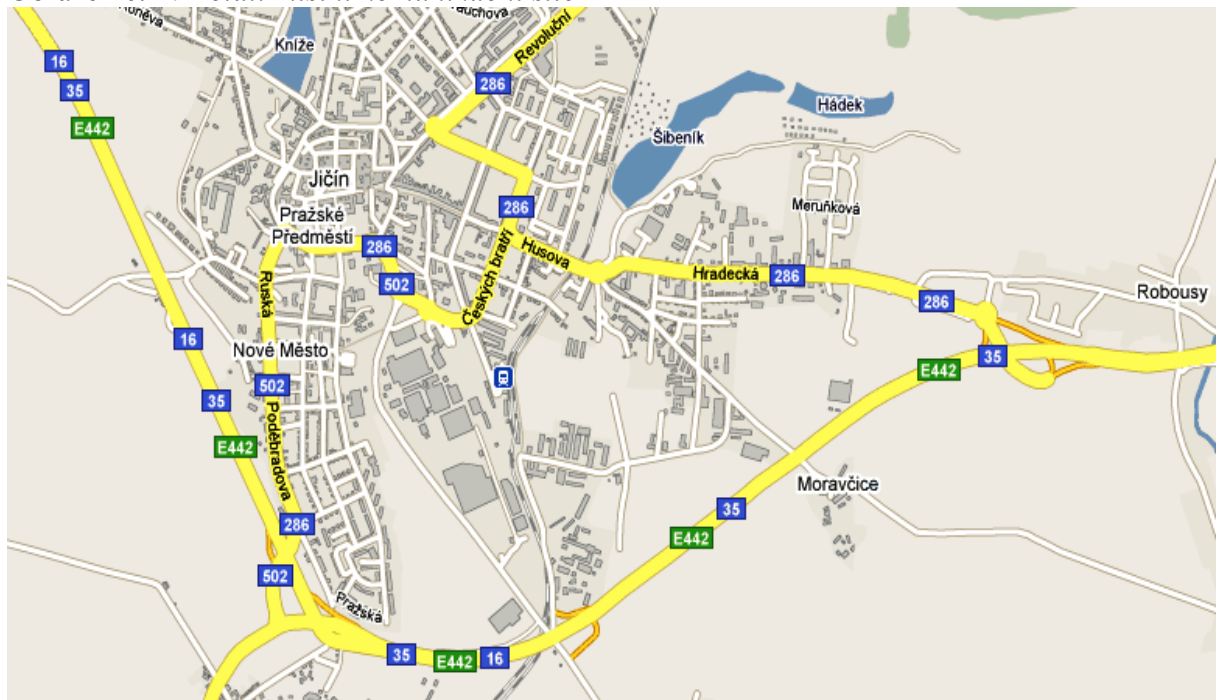 Revoluční
Kníže
16
286
35
Hádek
E442
Šibeník
Jičín
286
Meruňková
Pražské
Předměstí
286
Husova
Českých bratří
Hradecká
286
Ruská
502
Robousy
286
16
Nové Město
35
E442
502
35
Poděbradova
E442
Moravčice
35
286
E442
502
Pražská
35
E442
16